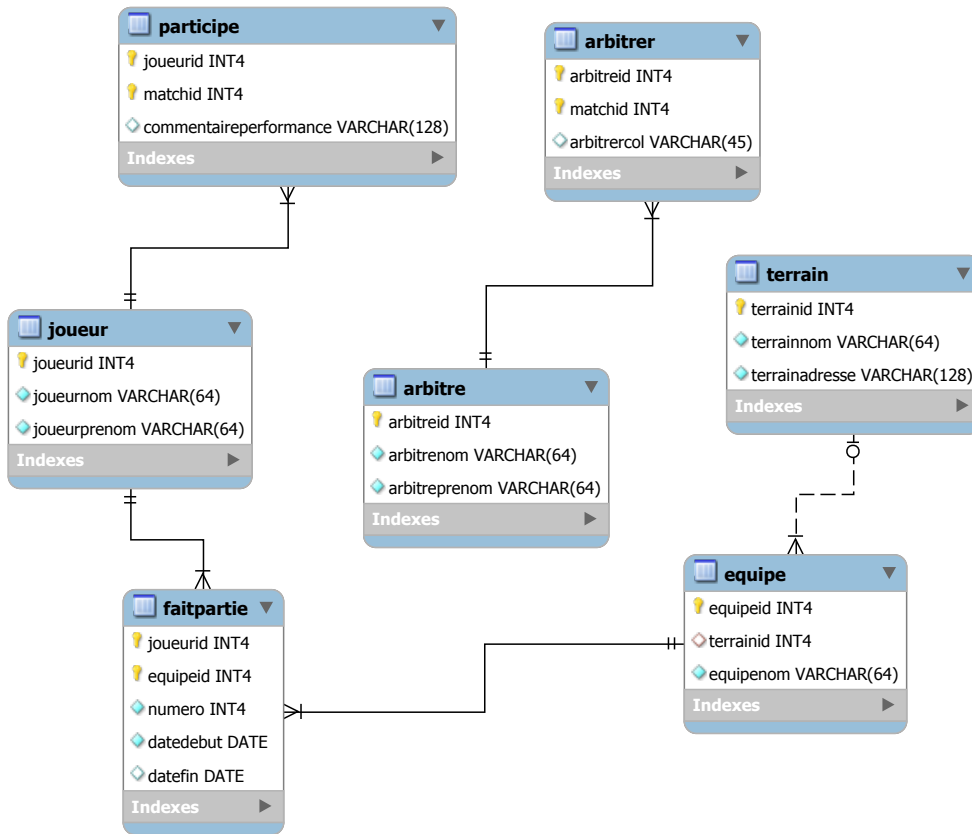 participe
joueurid INT4
matchid INT4
commentaireperformance VARCHAR(128)
Indexes
arbitrer
arbitreid INT4
matchid INT4
arbitrercol VARCHAR(45)
Indexes
terrain
terrainid INT4
terrainnom VARCHAR(64)
terrainadresse VARCHAR(128)
Indexes
joueur
joueurid INT4
joueurnom VARCHAR(64)
joueurprenom VARCHAR(64)
Indexes
arbitre
arbitreid INT4
arbitrenom VARCHAR(64)
arbitreprenom VARCHAR(64)
Indexes
equipe
equipeid INT4
terrainid INT4
equipenom VARCHAR(64)
Indexes
faitpartie
joueurid INT4
equipeid INT4
numero INT4
datedebut DATE
datefin DATE
Indexes